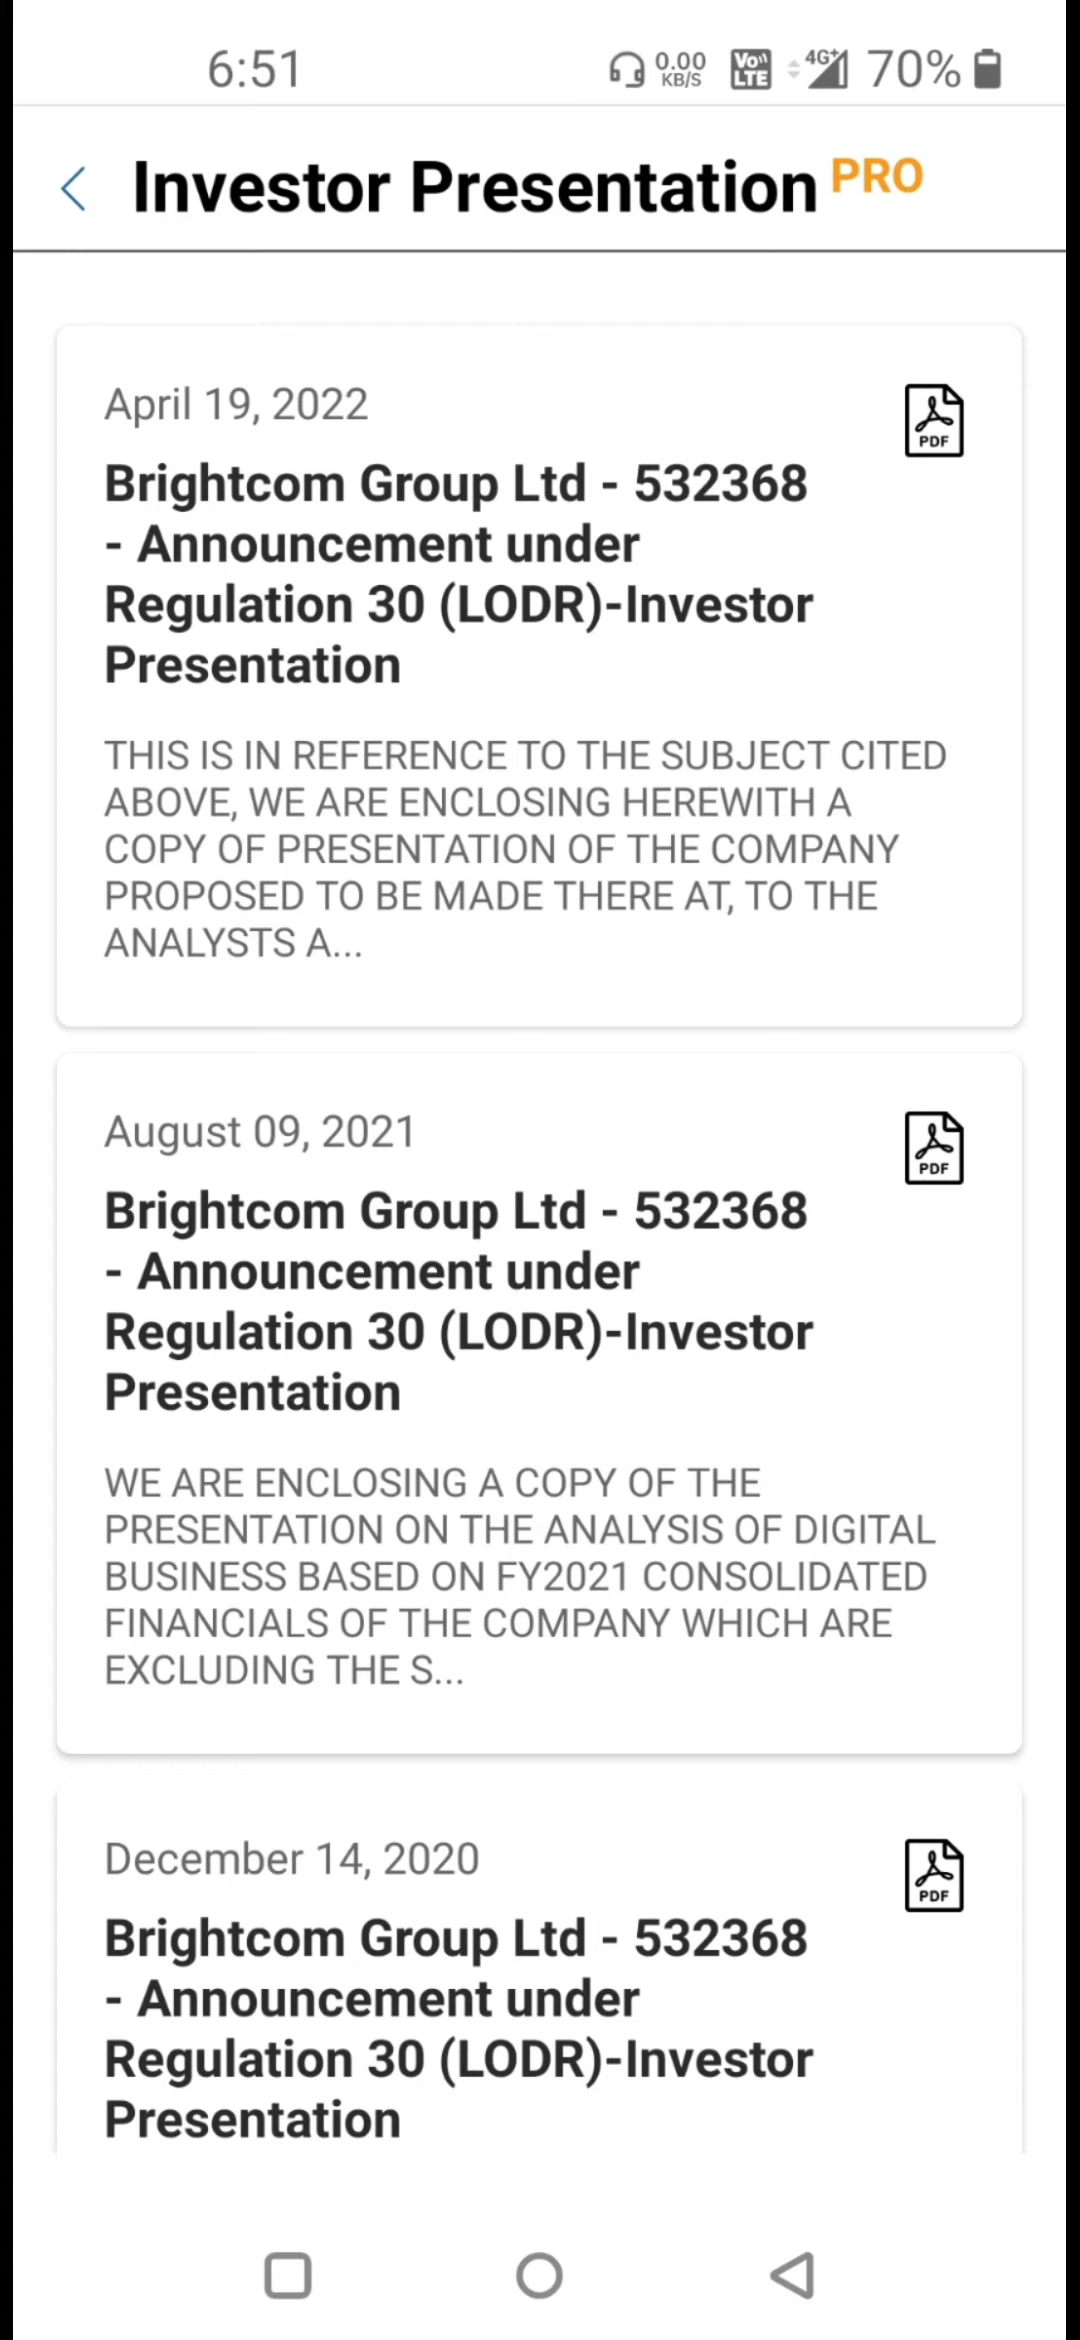 6:51 0.00 KB/S Vo)) LTE 4G+ 70%
Investor Presentation PRO
April 19, 2022
PDF
Brightcom Group Ltd - 532368
- Announcement under
Regulation 30 (LODR)-Investor
Presentation
THIS IS IN REFERENCE TO THE SUBJECT CITED
ABOVE, WE ARE ENCLOSING HEREWITH A
COPY OF PRESENTATION OF THE COMPANY
PROPOSED TO BE MADE THERE AT, TO THE
ANALYSTS A...
August 09, 2021
PDF
Brightcom Group Ltd - 532368
- Announcement under
Regulation 30 (LODR)-Investor
Presentation
WE ARE ENCLOSING A COPY OF THE
PRESENTATION ON THE ANALYSIS OF DIGITAL
BUSINESS BASED ON FY2021 CONSOLIDATED
FINANCIALS OF THE COMPANY WHICH ARE
EXCLUDING THE S...
December 14, 2020
PDF
Brightcom Group Ltd - 532368
- Announcement under
Regulation 30 (LODR)-Investor
Presentation